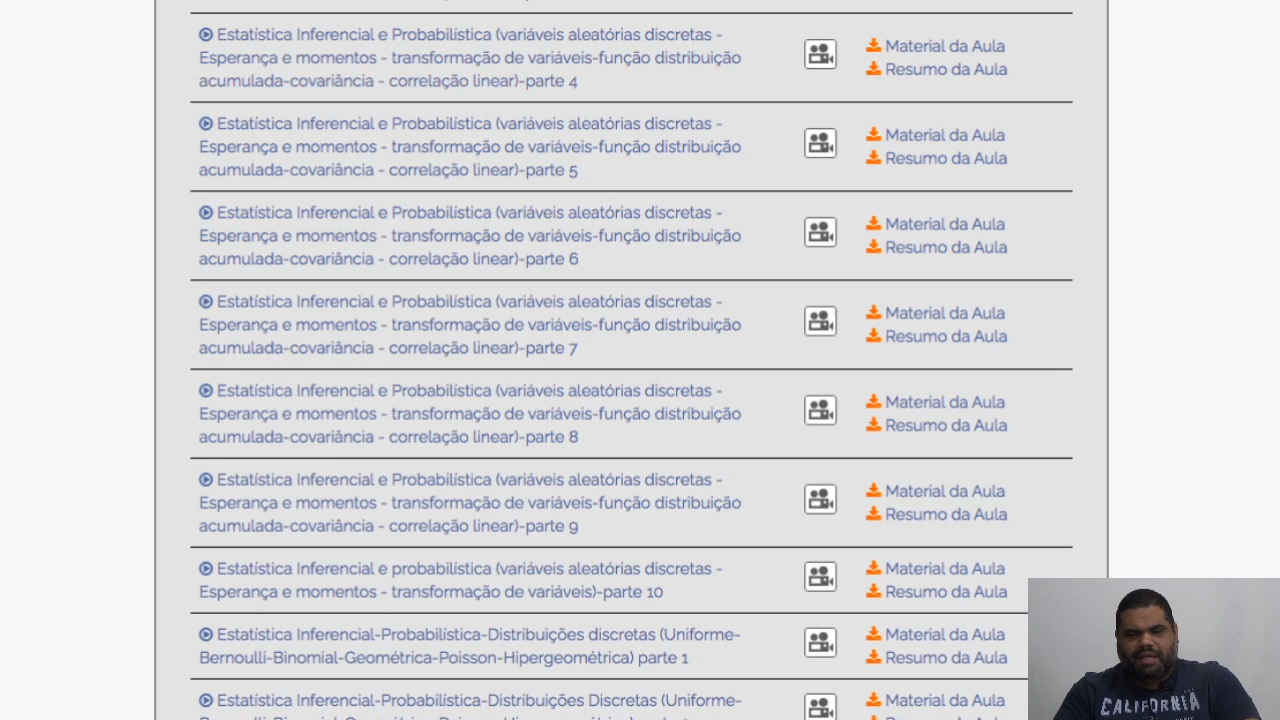 Estatística Inferencial e Probabilística (variáveis aleatórias discretas -
Esperança e momentos - transformação de variáveis-função distribuição
acumulada-covariância - correlação linear)-parte 4
Material da Aula
Resumo da Aula
Estatística Inferencial e Probabilística (variáveis aleatórias discretas -
Esperança e momentos - transformação de variáveis-função distribuição
acumulada-covariância - correlação linear)-parte 5
Material da Aula
Resumo da Aula
Estatística Inferencial e Probabilística (variáveis aleatórias discretas -
Esperança e momentos - transformação de variáveis-função distribuição
acumulada-covariância - correlação linear)-parte 6
Material da Aula
Resumo da Aula
Estatística Inferencial e Probabilística (variáveis aleatórias discretas -
Esperança e momentos - transformação de variáveis-função distribuição
acumulada-covariância - correlação linear)-parte 7
Material da Aula
Resumo da Aula
Estatística Inferencial e Probabilística (variáveis aleatórias discretas -
Esperança e momentos - transformação de variáveis-função distribuição
acumulada-covariância - correlação linear)-parte 8
Material da Aula
Resumo da Aula
Estatística Inferencial e Probabilística (variáveis aleatórias discretas -
Esperança e momentos - transformação de variáveis-função distribuição
acumulada-covariância - correlação linear)-parte 9
Material da Aula
Resumo da Aula
Estatística Inferencial e probabilística (variáveis aleatórias discretas -
Esperança e momentos - transformação de variáveis)-parte 10
Material da Aula
Resumo da Aula
Estatística Inferencial-Probabilística-Distribuições discretas (Uniforme-
Bernoulli-Binomial-Geométrica-Poisson-Hipergeométrica) parte 1
Material da Aula
Resumo da Aula
Estatística Inferencial-Probabilística-Distribuições Discretas (Uniforme-
Material da Aula
CALIFORNIA